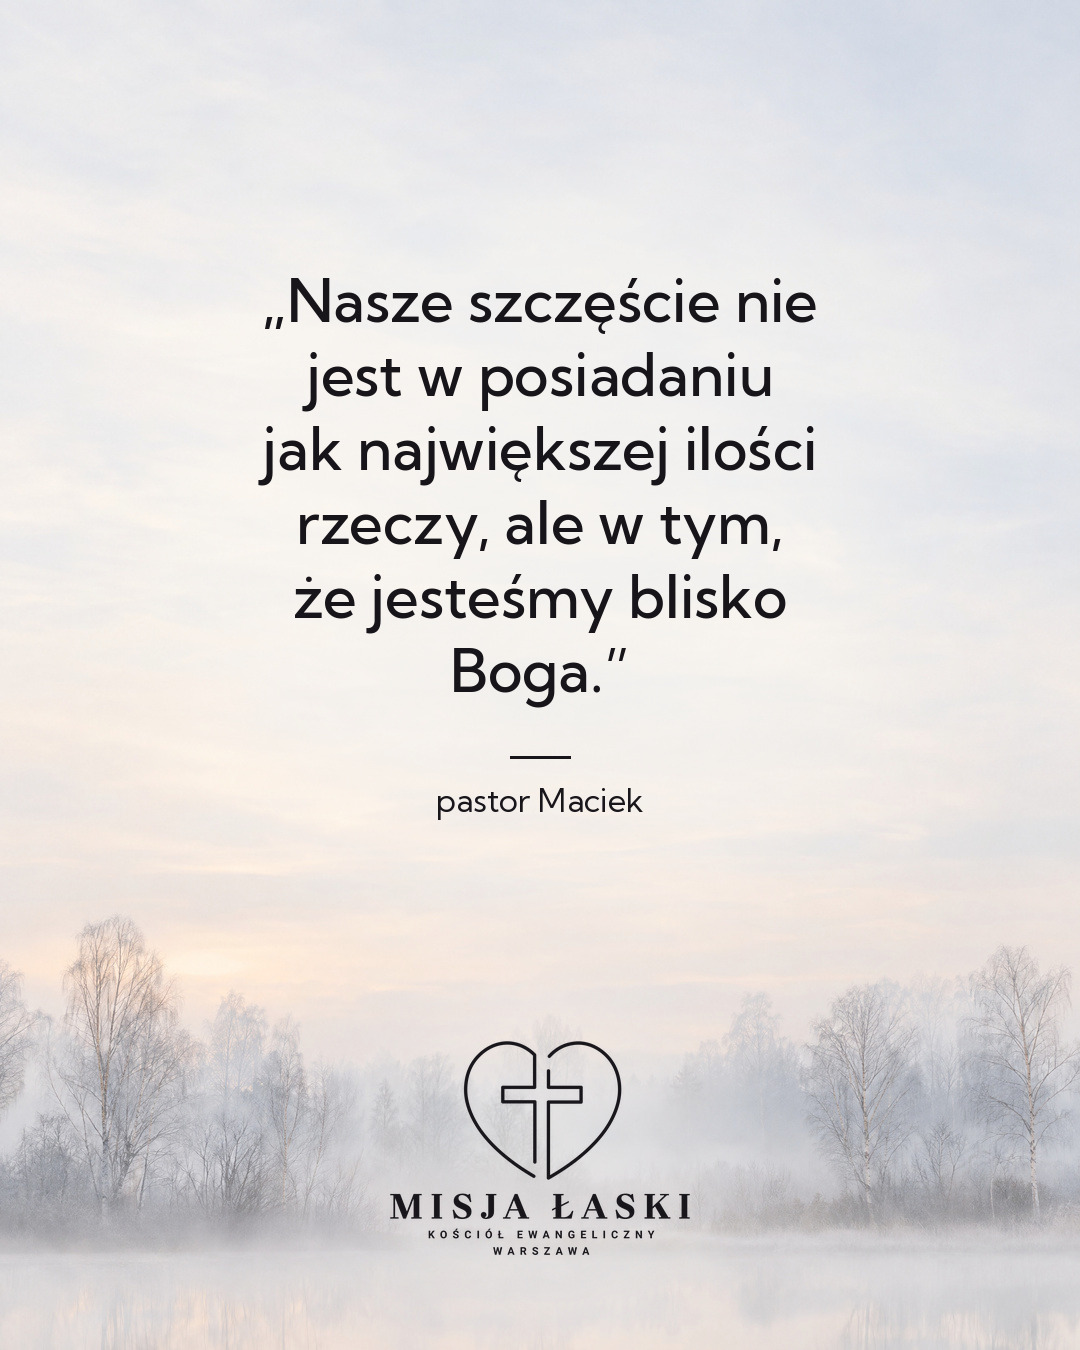 „Nasze szczęście nie
jest w posiadaniu
jak największej ilości
rzeczy, ale w tym,
że jesteśmy blisko
Boga.”
pastor Maciek
MISJA ŁASKI
KOŚCIÓŁ EWANGELICZNY
WARSZAWA